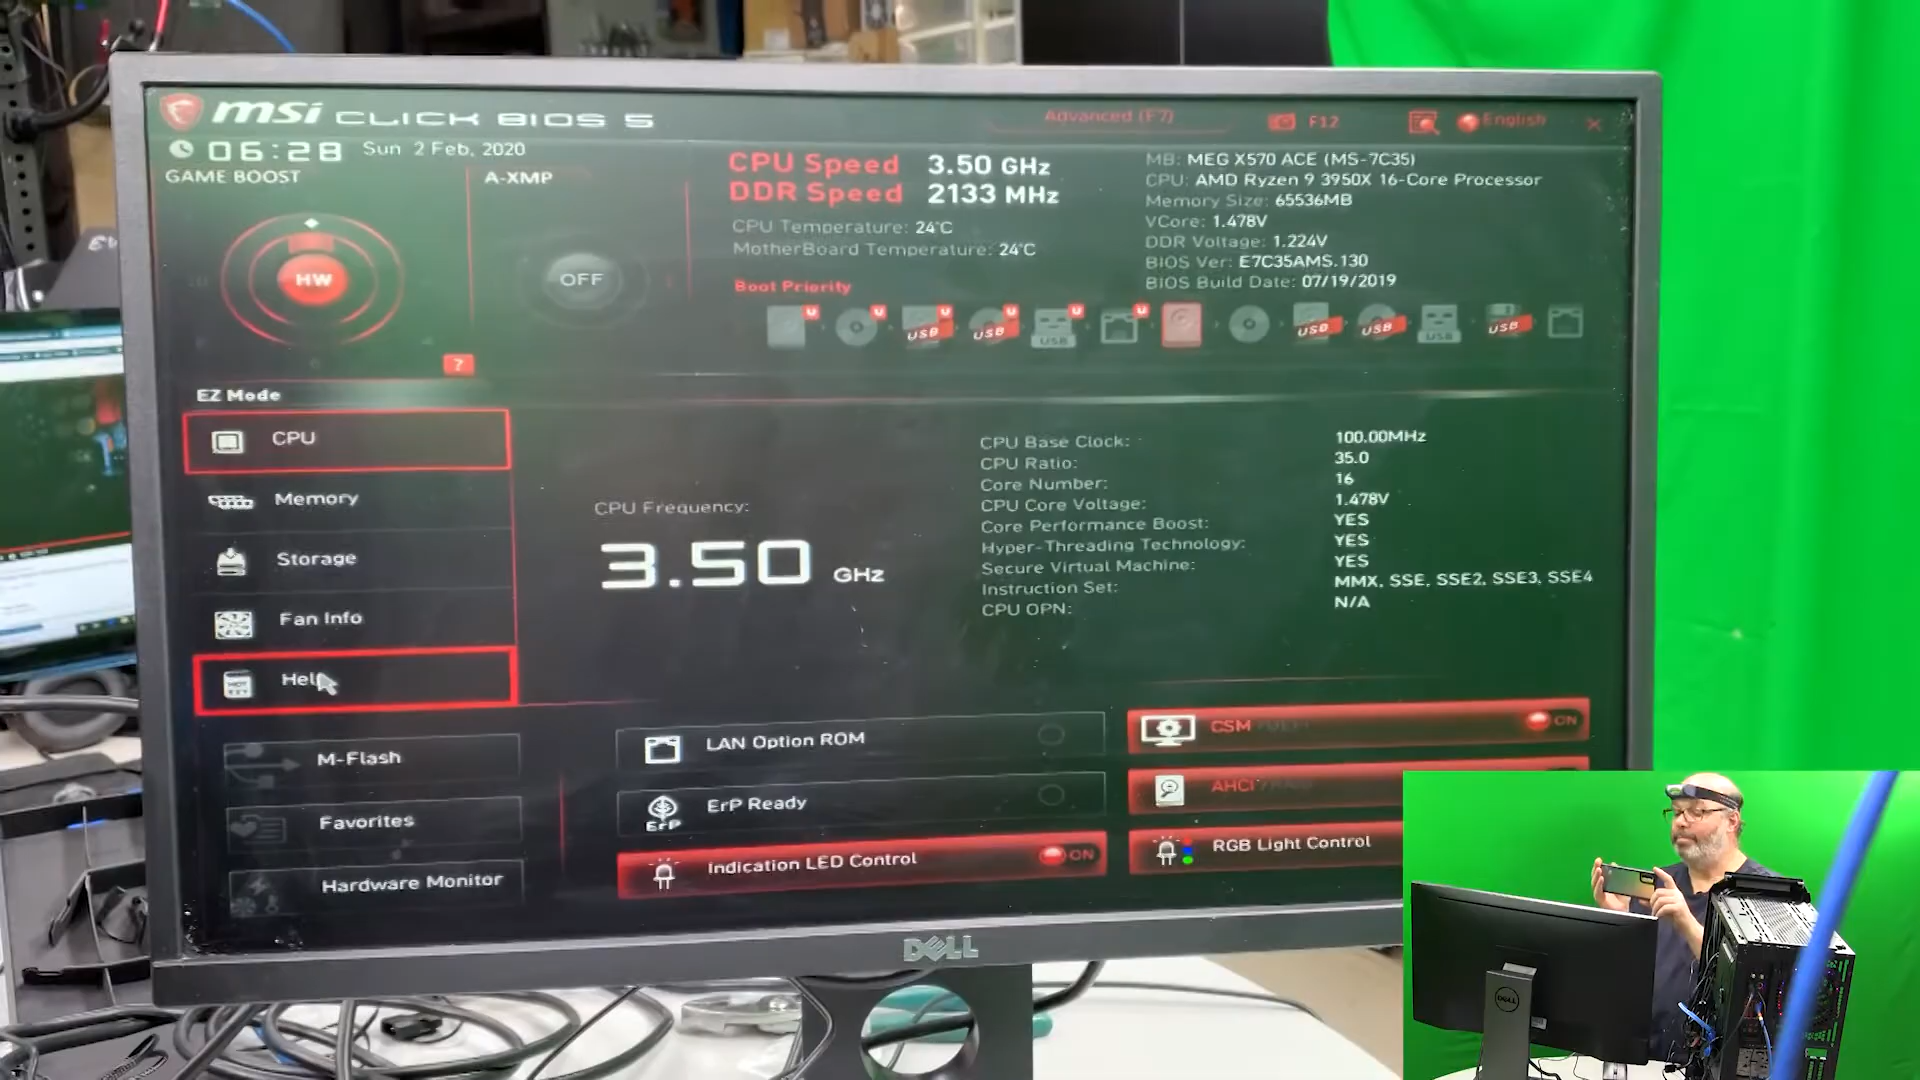 msi CLICK BIOS 5
Advanced (F7)
F12
English
06:28 Sun 2 Feb, 2020
GAME BOOST
A-XMP
HW
OFF
?
CPU Speed 3.50 GHz
DDR Speed 2133 MHz
CPU Temperature: 24°C
MotherBoard Temperature: 24°C
MB: MEG X570 ACE (MS-7C35)
CPU: AMD Ryzen 9 3950X 16-Core Processor
Memory Size: 65536MB
VCore: 1.478V
DDR Voltage: 1.224V
BIOS Ver: E7C35AMS.130
BIOS Build Date: 07/19/2019
Boot Priority
U U U U U U
USB USB USB USB USB USB USB
EZ Mode
CPU
Memory
Storage
Fan Info
Help
HOT KEY
CPU Frequency:
3.50 GHz
CPU Base Clock: 100.00MHz
CPU Ratio: 35.0
Core Number: 16
CPU Core Voltage: 1.478V
Core Performance Boost: YES
Hyper-Threading Technology: YES
Secure Virtual Machine: YES
Instruction Set: MMX, SSE, SSE2, SSE3, SSE4
CPU OPN: N/A
M-Flash
Favorites
Hardware Monitor
LAN Option ROM
ErP Ready
ErP
Indication LED Control ON
CSM /UEFI ON
AHCI /RAID
RGB Light Control
DELL
DELL